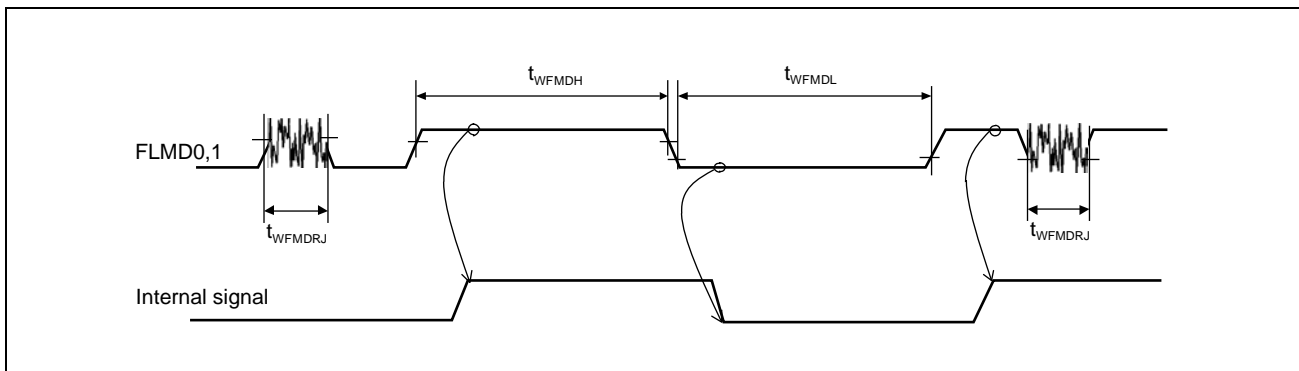 tWFMDH
tWFMDL
FLMD0,1
tWFMDRJ
tWFMDRJ
Internal signal